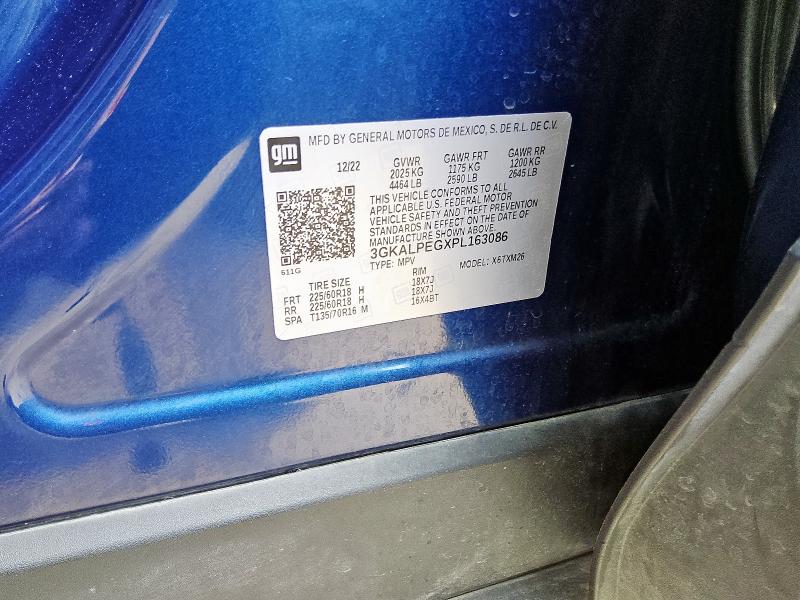 gm
MFD BY GENERAL MOTORS DE MEXICO, S. DE R.L. DE C.V.
12/22 GVWR GAWR FRT GAWR RR
2025 KG 1175 KG 1200 KG
4464 LB 2590 LB 2645 LB
THIS VEHICLE CONFORMS TO ALL
APPLICABLE U.S. FEDERAL MOTOR
VEHICLE SAFETY AND THEFT PREVENTION
STANDARDS IN EFFECT ON THE DATE OF
MANUFACTURE SHOWN ABOVE.
3GKALPEGXPL163086
611G
TYPE: MPV MODEL: X67XM26
TIRE SIZE RIM
FRT 225/60R18 H 18X7J
RR 225/60R18 H 18X7J
SPA T135/70R16 M 16X4BT